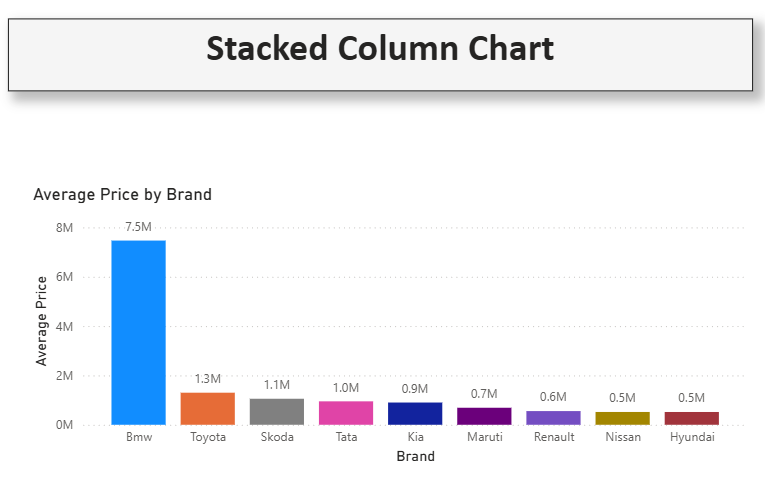 Stacked Column Chart
Average Price by Brand
Average Price
8M
6M
4M
2M
0M
7.5M
1.3M
1.1M
1.0M
0.9M
0.7M
0.6M
0.5M
0.5M
Bmw Toyota Skoda Tata Kia Maruti Renault Nissan Hyundai
Brand